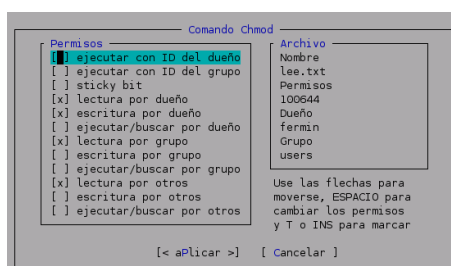 Comando Chmod
Permisos
[ ] ejecutar con ID del dueño
[ ] ejecutar con ID del grupo
[ ] sticky bit
[x] lectura por dueño
[x] escritura por dueño
[ ] ejecutar/buscar por dueño
[x] lectura por grupo
[ ] escritura por grupo
[ ] ejecutar/buscar por grupo
[x] lectura por otros
[ ] escritura por otros
[ ] ejecutar/buscar por otros
Archivo
Nombre
lee.txt
Permisos
100644
Dueño
fermin
Grupo
users
Use las flechas para
moverse, ESPACIO para
cambiar los permisos
y T o INS para marcar
[< aPlicar >] [ Cancelar ]